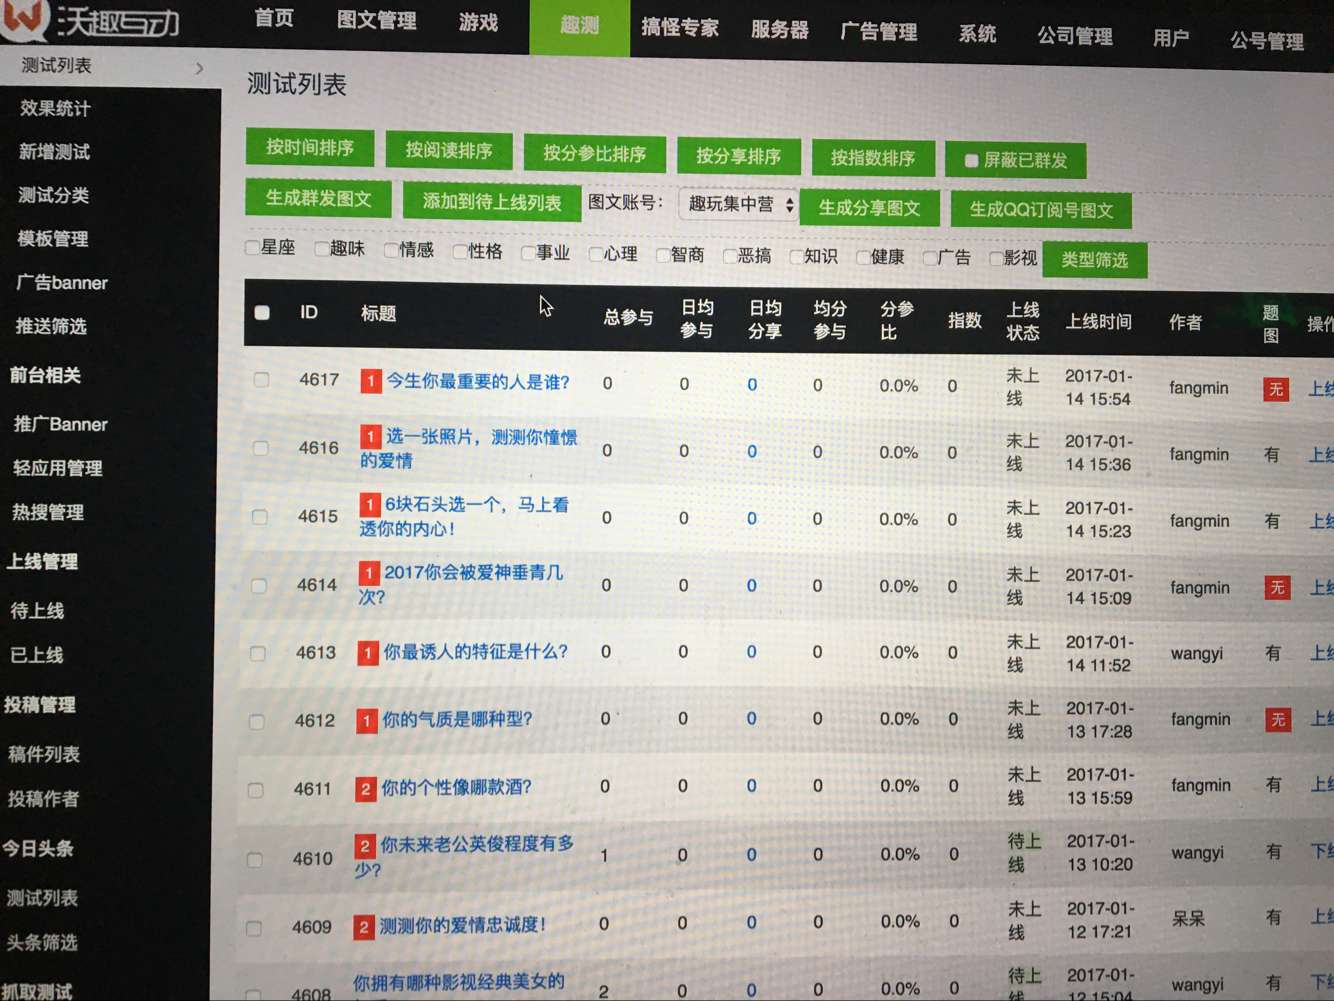 沃趣互动
首页 图文管理 游戏 趣测 搞怪专家 服务器 广告管理 系统 公司管理 用户 公号管理
测试列表
效果统计
新增测试
测试分类
模板管理
广告banner
推送筛选
前台相关
推广Banner
轻应用管理
热搜管理
上线管理
待上线
已上线
投稿管理
稿件列表
投稿作者
今日头条
测试列表
头条筛选
抓取测试
测试列表
按时间排序 按阅读排序 按分参比排序 按分享排序 按指数排序 屏蔽已群发
生成群发图文 添加到待上线列表 图文账号: 趣玩集中营 生成分享图文 生成QQ订阅号图文
星座 趣味 情感 性格 事业 心理 智商 恶搞 知识 健康 广告 影视 类型筛选
ID 标题 总参与 日均参与 日均分享 均分参与 分参比 指数 上线状态 上线时间 作者 题图 操作
4617 1 今生你最重要的人是谁? 0 0 0 0 0.0% 0 未上线 2017-01-14 15:54 fangmin 无 上线
4616 1 选一张照片，测测你憧憬的爱情 0 0 0 0 0.0% 0 未上线 2017-01-14 15:36 fangmin 有 上线
4615 1 6块石头选一个，马上看透你的内心！ 0 0 0 0 0.0% 0 未上线 2017-01-14 15:23 fangmin 有 上线
4614 1 2017你会被爱神垂青几次? 0 0 0 0 0.0% 0 未上线 2017-01-14 15:09 fangmin 无 上线
4613 1 你最诱人的特征是什么? 0 0 0 0 0.0% 0 未上线 2017-01-14 11:52 wangyi 有 上线
4612 1 你的气质是哪种型? 0 0 0 0 0.0% 0 未上线 2017-01-13 17:28 fangmin 无 上线
4611 2 你的个性像哪款酒? 0 0 0 0 0.0% 0 未上线 2017-01-13 15:59 fangmin 有 上线
4610 2 你未来老公英俊程度有多少? 1 0 0 0 0.0% 0 待上线 2017-01-13 10:20 wangyi 有 下线
4609 2 测测你的爱情忠诚度！ 0 0 0 0 0.0% 0 未上线 2017-01-12 17:21 呆呆 有 上线
4608 你拥有哪种影视经典美女的 2 0 0 0 0.0% 0 待上线 2017-01-12 15:04 wangyi 有 下线